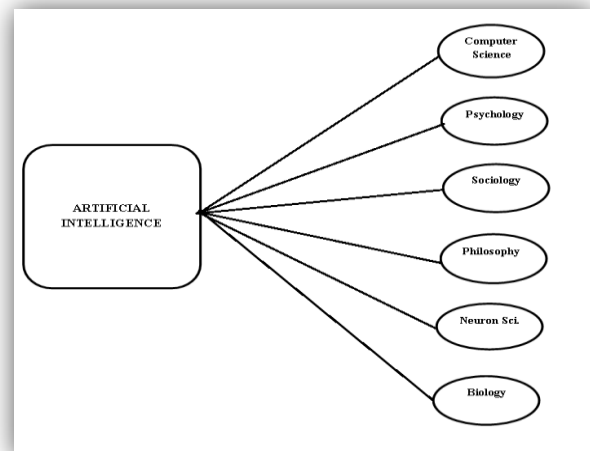 Computer
Science
Psychology
Sociology
ARTIFICIAL
INTELLIGENCE
Philosophy
Neuron Sci.
Biology